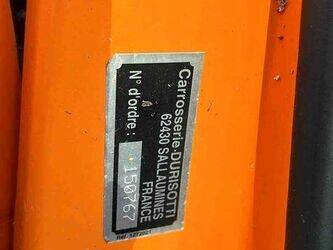 Carrosserie-DURISOTTI
62430 SALLAUMINES
FRANCE
N° d'ordre: 150767